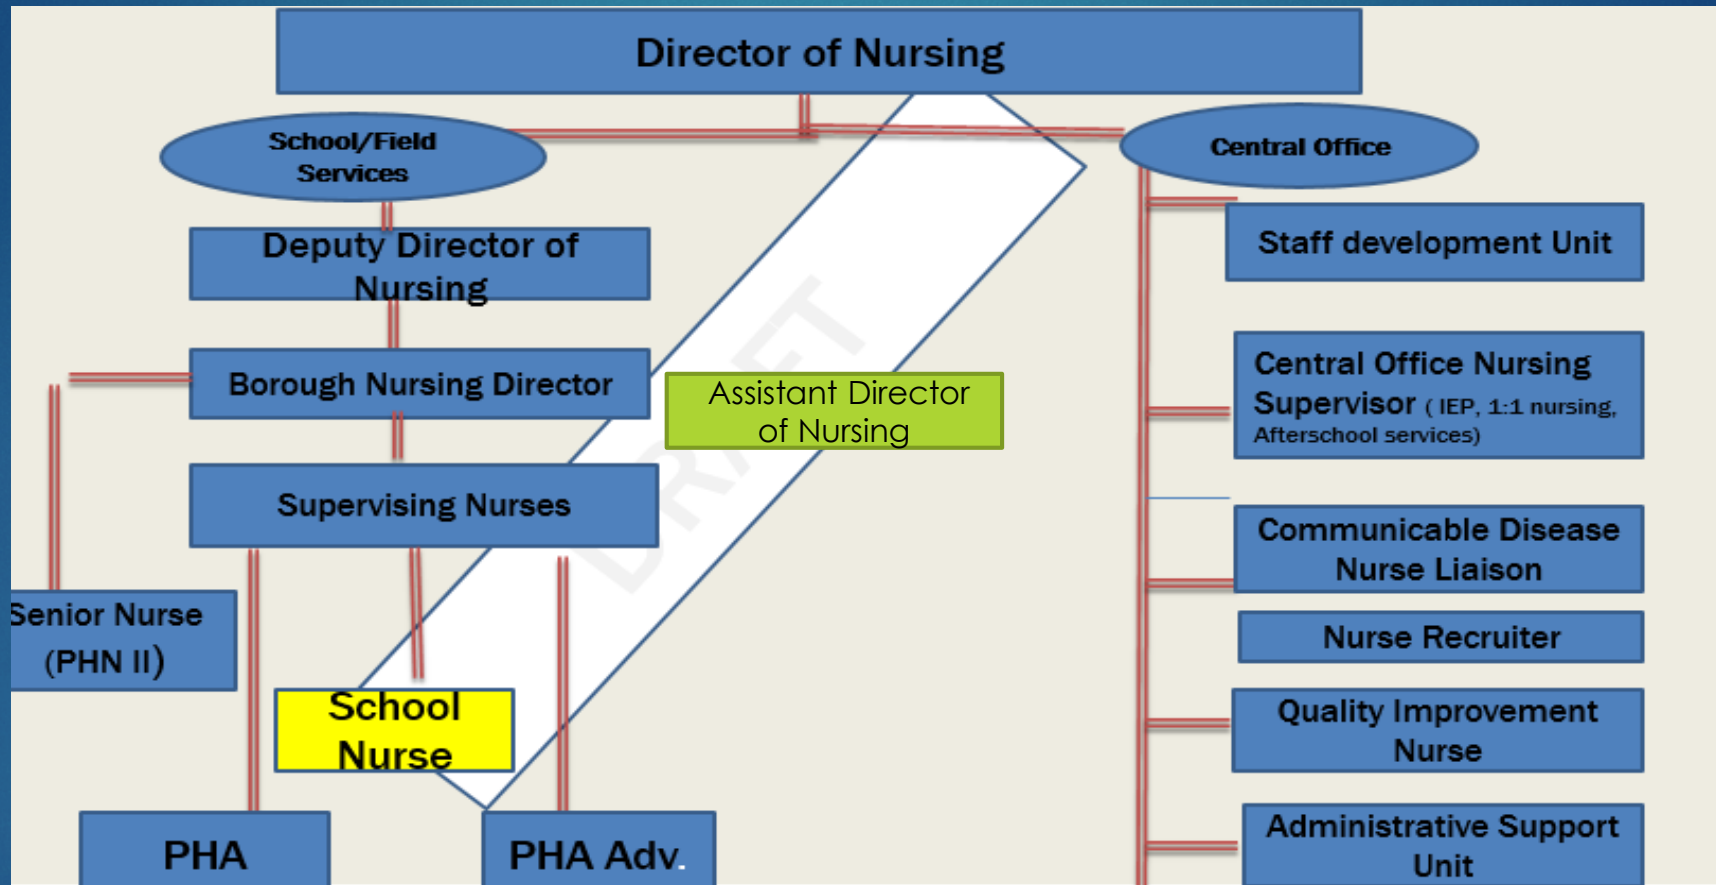 Director of Nursing
School/Field
Services
Central Office
Deputy Director of
Nursing
Staff development Unit
Borough Nursing Director
Assistant Director
of Nursing
Central Office Nursing
Supervisor ( IEP, 1:1 nursing,
Afterschool services)
Supervising Nurses
DRAFT
Communicable Disease
Nurse Liaison
Senior Nurse
(PHN II)
Nurse Recruiter
School
Nurse
Quality Improvement
Nurse
PHA
PHA Adv.
Administrative Support
Unit